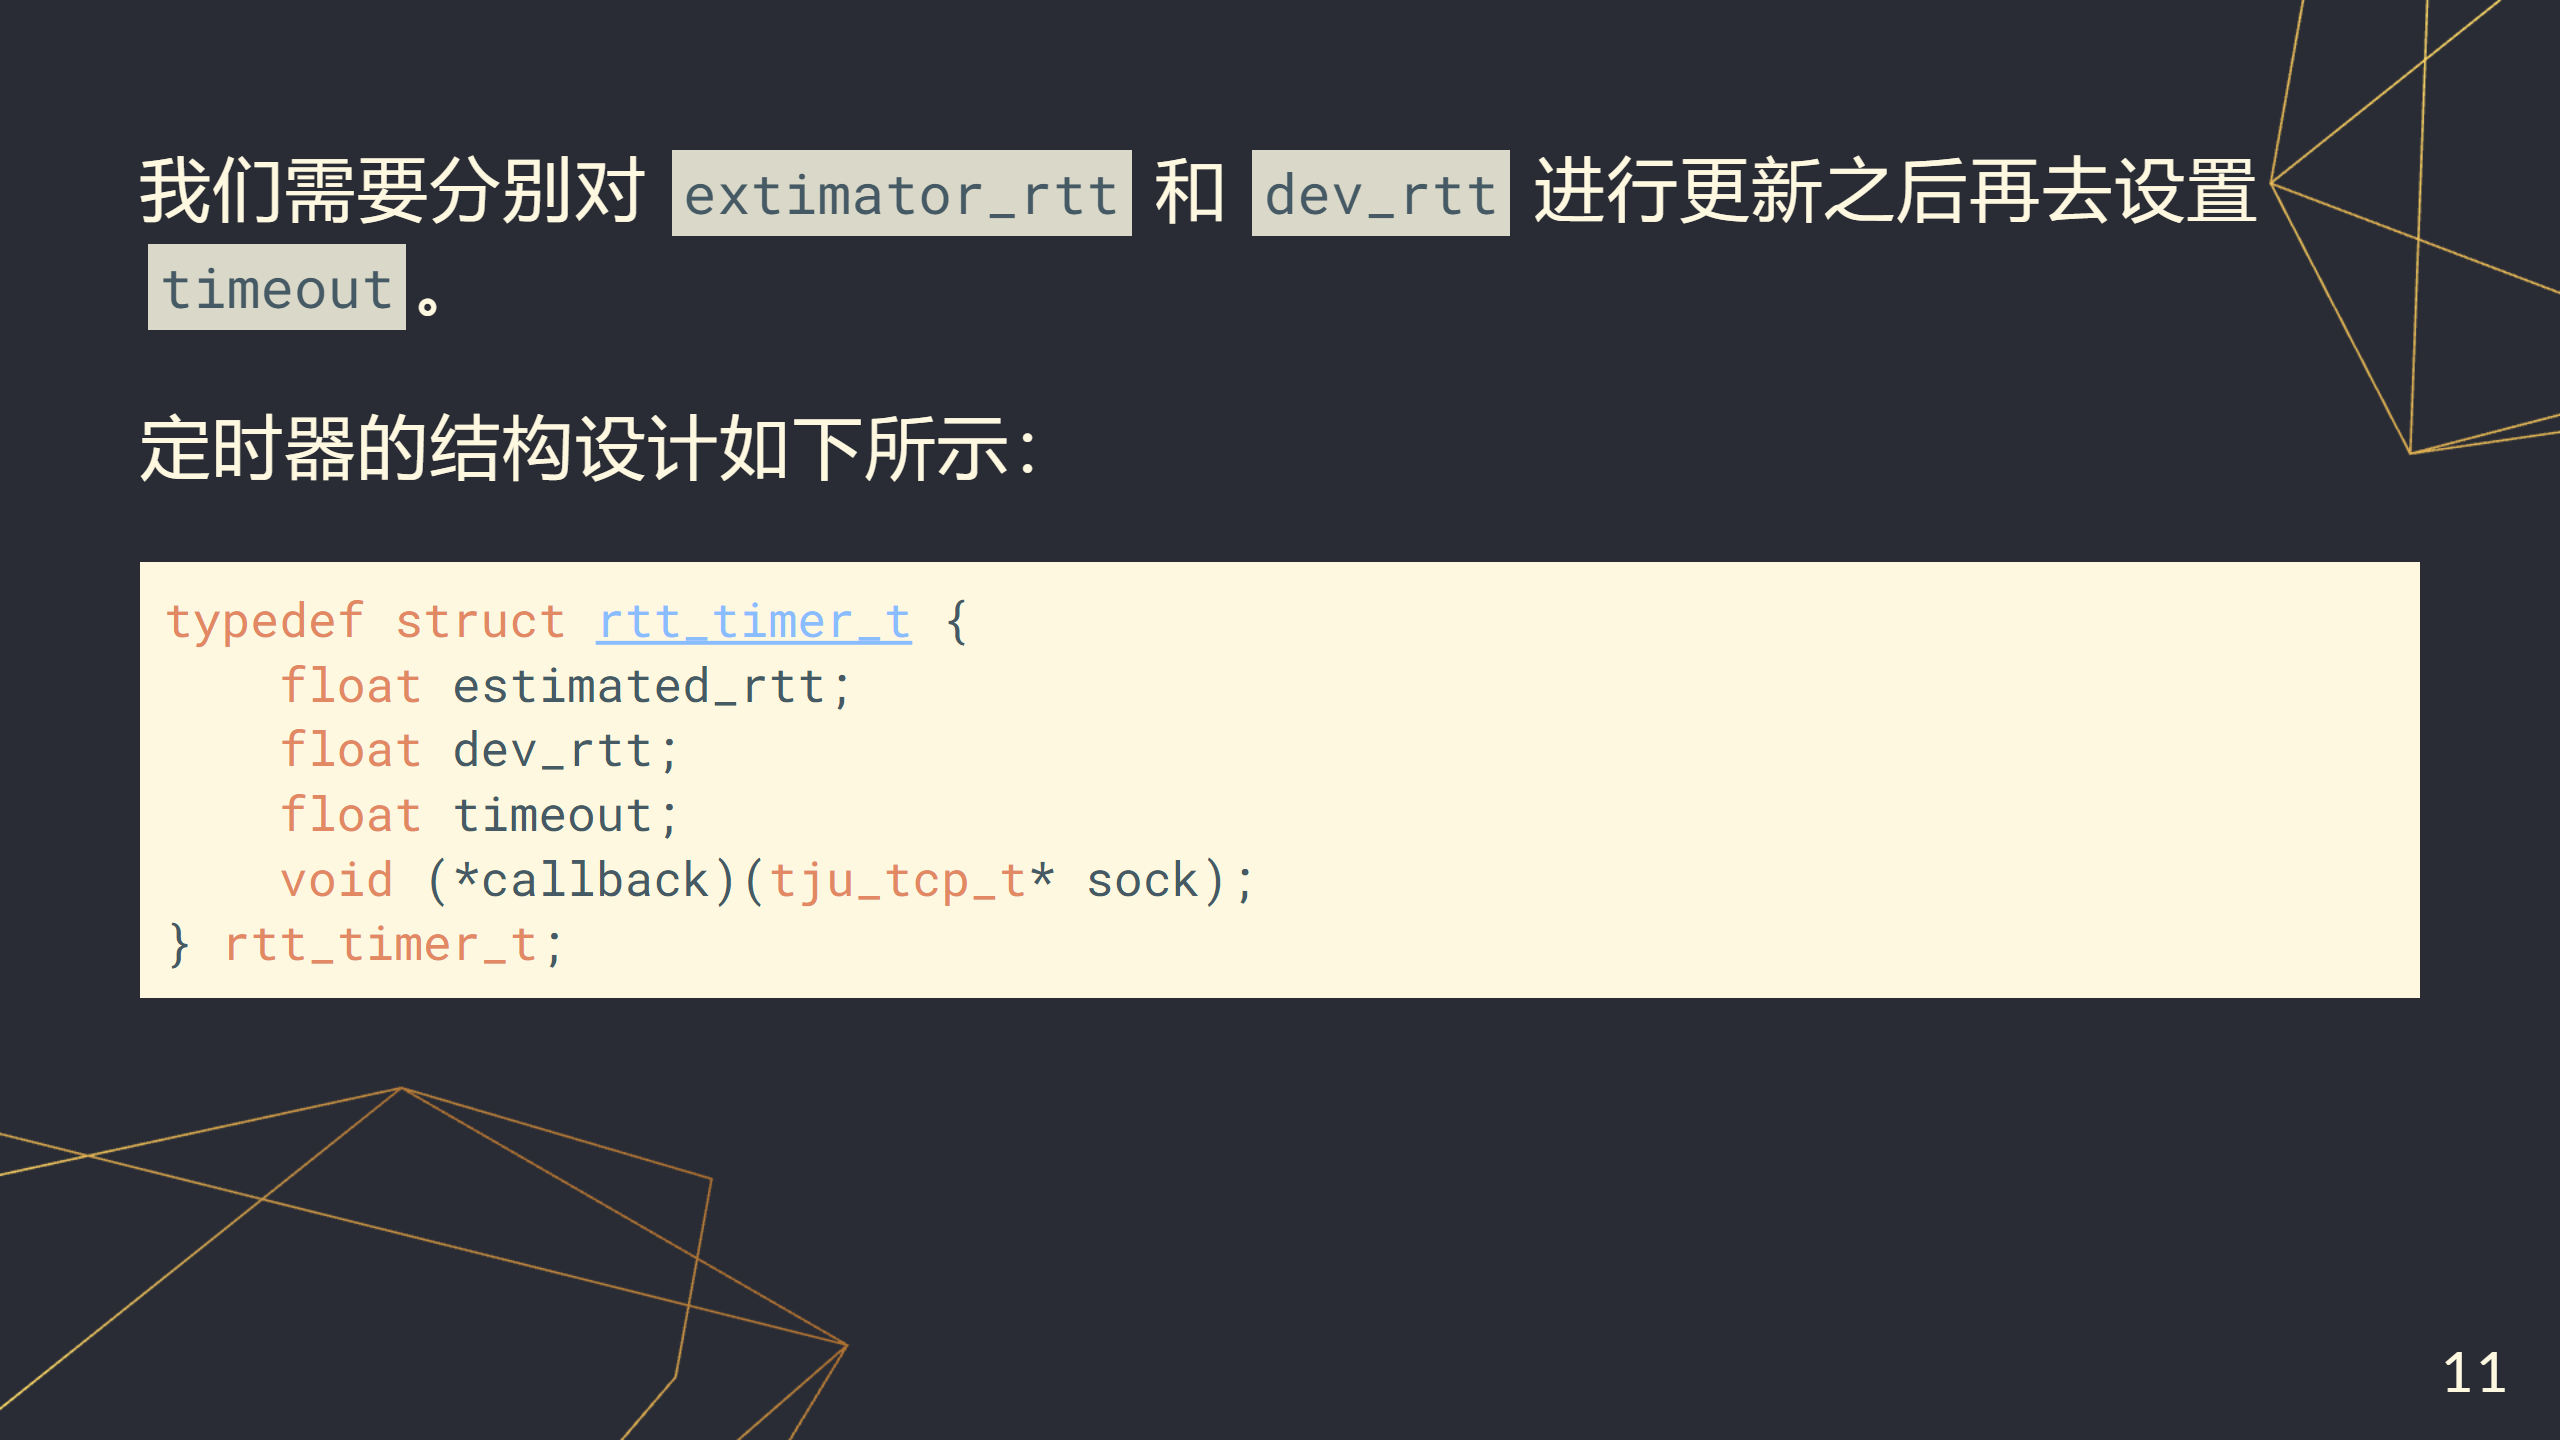 我们需要分别对 extimator_rtt 和 dev_rtt 进行更新之后再去设置
timeout。
定时器的结构设计如下所示：
typedef struct rtt_timer_t {
    float estimated_rtt;
    float dev_rtt;
    float timeout;
    void (*callback)(tju_tcp_t* sock);
} rtt_timer_t;
11